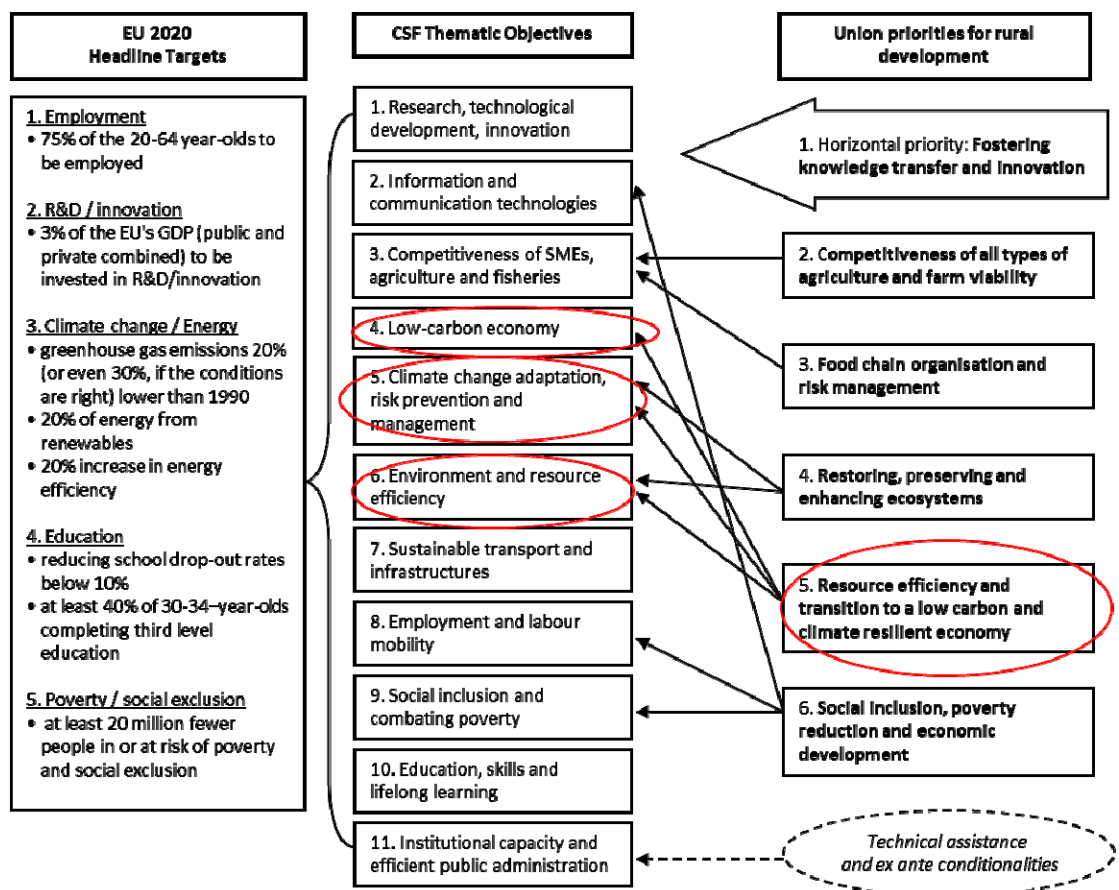 EU 2020
Headline Targets
1. Employment
• 75% of the 20-64 year-olds to
be employed
2. R&D / innovation
• 3% of the EU's GDP (public and
private combined) to be
invested in R&D/innovation
3. Climate change / Energy
• greenhouse gas emissions 20%
(or even 30%, if the conditions
are right) lower than 1990
• 20% of energy from
renewables
• 20% increase in energy
efficiency
4. Education
• reducing school drop-out rates
below 10%
• at least 40% of 30-34–year-olds
completing third level
education
5. Poverty / social exclusion
• at least 20 million fewer
people in or at risk of poverty
and social exclusion
CSF Thematic Objectives
1. Research, technological
development, innovation
2. Information and
communication technologies
3. Competitiveness of SMEs,
agriculture and fisheries
4. Low-carbon economy
5. Climate change adaptation,
risk prevention and
management
6. Environment and resource
efficiency
7. Sustainable transport and
infrastructures
8. Employment and labour
mobility
9. Social inclusion and
combating poverty
10. Education, skills and
lifelong learning
11. Institutional capacity and
efficient public administration
Union priorities for rural
development
1. Horizontal priority: Fostering
knowledge transfer and Innovation
2. Competitiveness of all types of
agriculture and farm viability
3. Food chain organisation and
risk management
4. Restoring, preserving and
enhancing ecosystems
5. Resource efficiency and
transition to a low carbon and
climate resilient economy
6. Social inclusion, poverty
reduction and economic
development
Technical assistance
and ex ante conditionalities